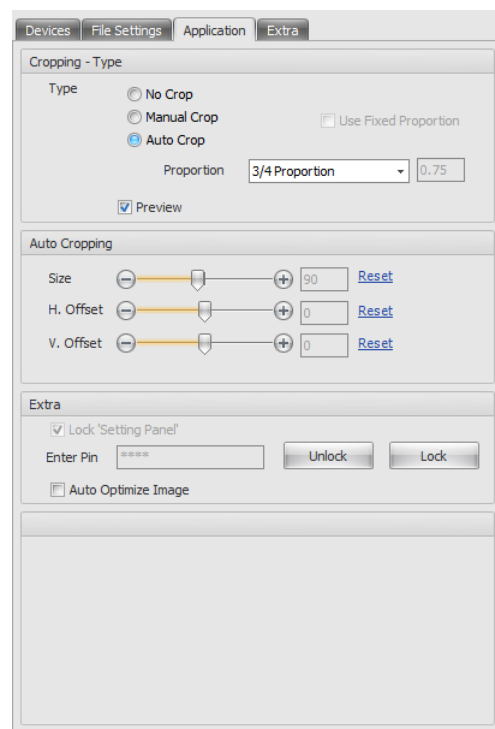 Devices File Settings Application Extra
Cropping - Type
Type
No Crop
Manual Crop Use Fixed Proportion
Auto Crop
Proportion 3/4 Proportion 0.75
Preview
Auto Cropping
Size 90 Reset
H. Offset 0 Reset
V. Offset 0 Reset
Extra
Lock 'Setting Panel'
Enter Pin **** Unlock Lock
Auto Optimize Image